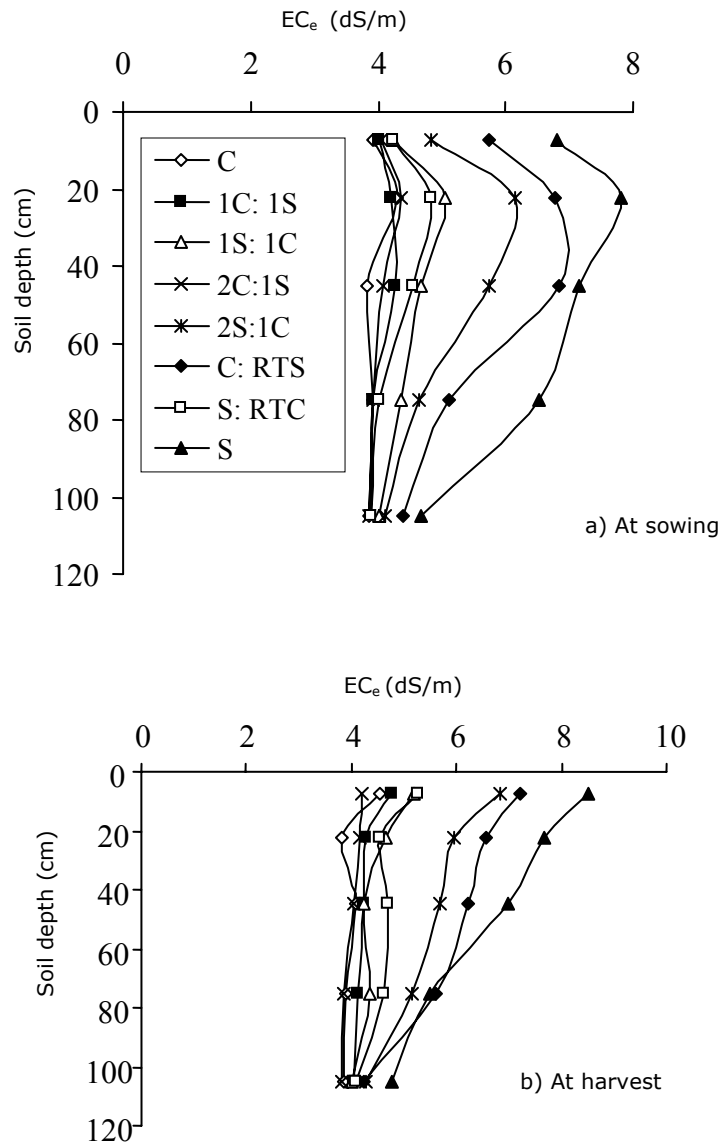 ECe (dS/m)
0 2 4 6 8
0
20
40
60
80
100
120
Soil depth (cm)
C
1C: 1S
1S: 1C
2C:1S
2S:1C
C: RTS
S: RTC
S
a) At sowing
ECe (dS/m)
0 2 4 6 8 10
0
20
40
60
80
100
120
Soil depth (cm)
b) At harvest